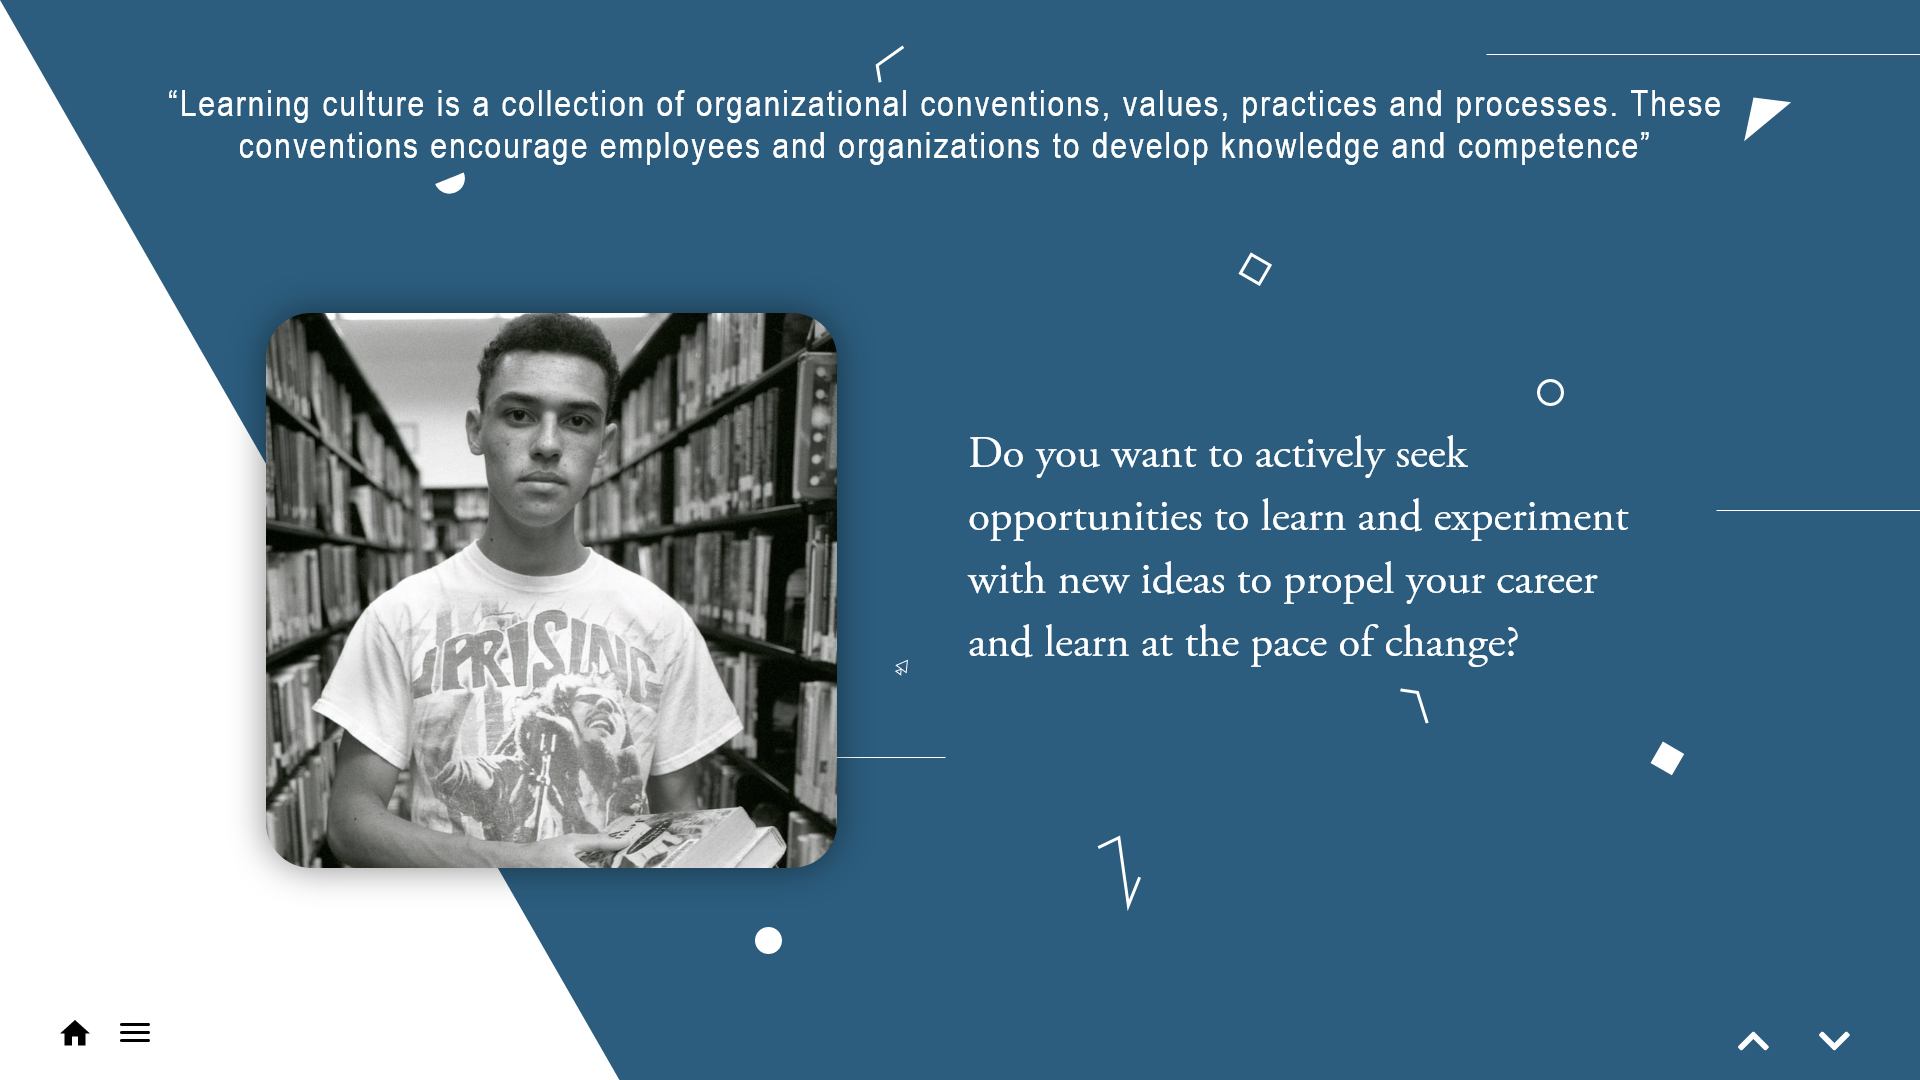 “Learning culture is a collection of organizational conventions, values, practices and processes. These
conventions encourage employees and organizations to develop knowledge and competence”
UPRISING
Do you want to actively seek
opportunities to learn and experiment
with new ideas to propel your career
and learn at the pace of change?